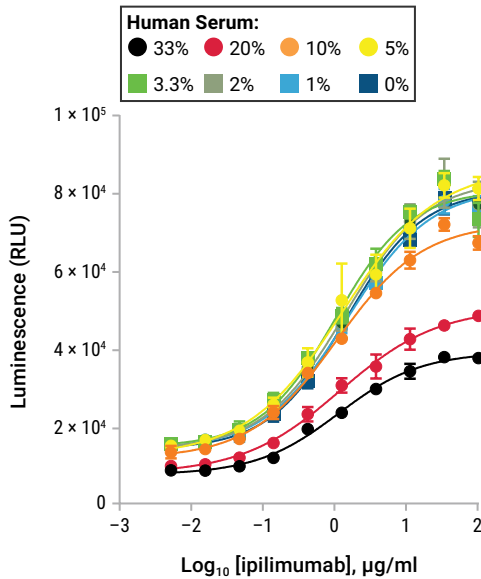 Human Serum:
33% 20% 10% 5%
3.3% 2% 1% 0%
1 × 10⁵
8 × 10⁴
6 × 10⁴
4 × 10⁴
2 × 10⁴
0
Luminescence (RLU)
−3 −2 −1 0 1 2
Log₁₀ [ipilimumab], µg/ml